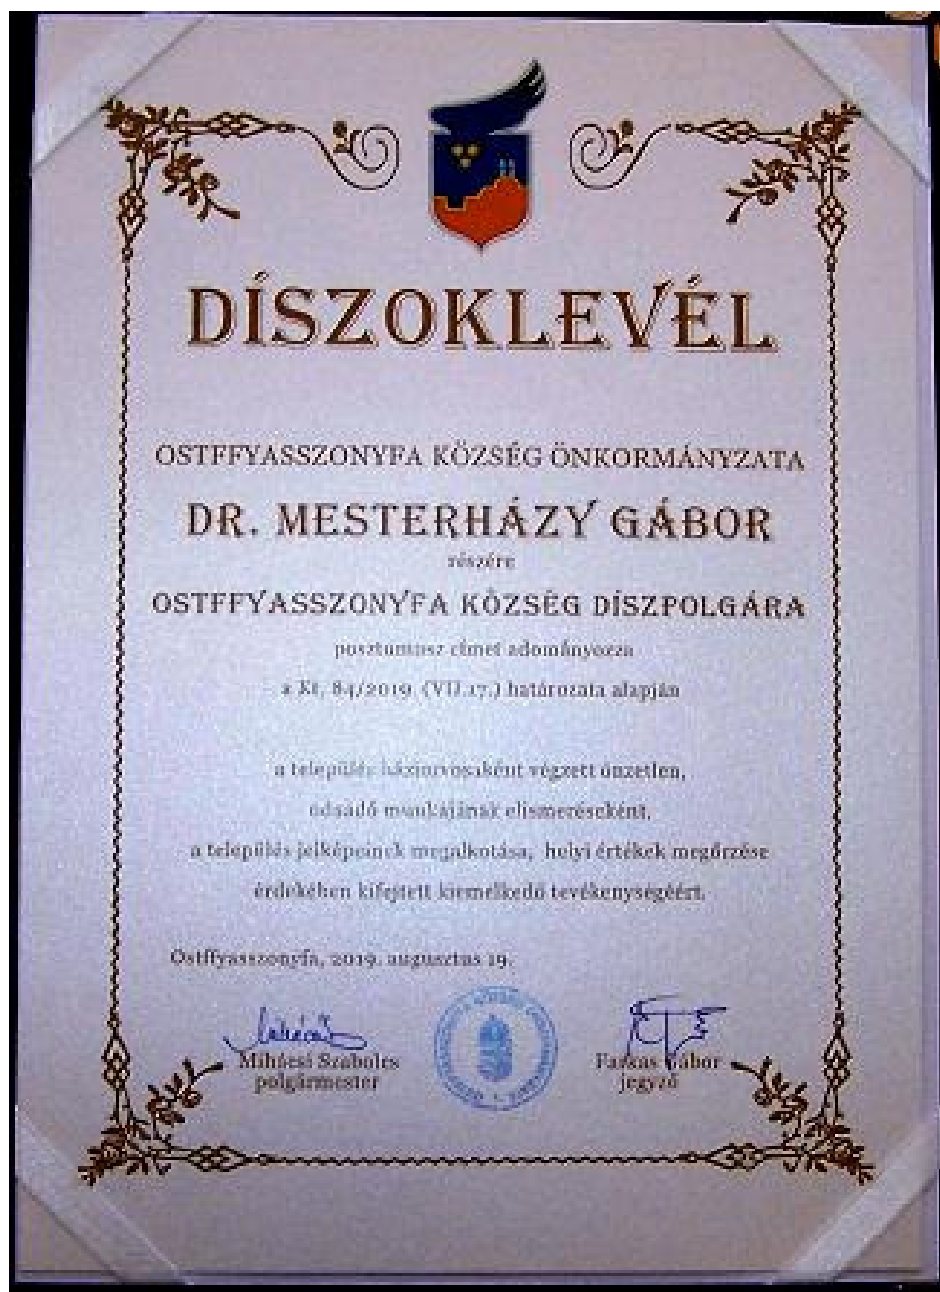 DÍSZOKLEVÉL
OSTFFYASSZONYFA KÖZSÉG ÖNKORMÁNYZATA
DR. MESTERHÁZY GÁBOR
részére
OSTFFYASSZONYFA KÖZSÉG DÍSZPOLGÁRA
posztumusz címet adományozza
a Kt. 84/2019. (VII.17.) határozata alapján
a település háziorvosaként végzett önzetlen,
odaadó munkájának elismeréseként,
a település jelképeinek megalkotása, helyi értékek megőrzése
érdekében kifejtett kiemelkedő tevékenységéért.
Ostffyasszonyfa, 2019. augusztus 19.
Mihácsi Szabolcs
polgármester
Farkas Gábor
jegyző